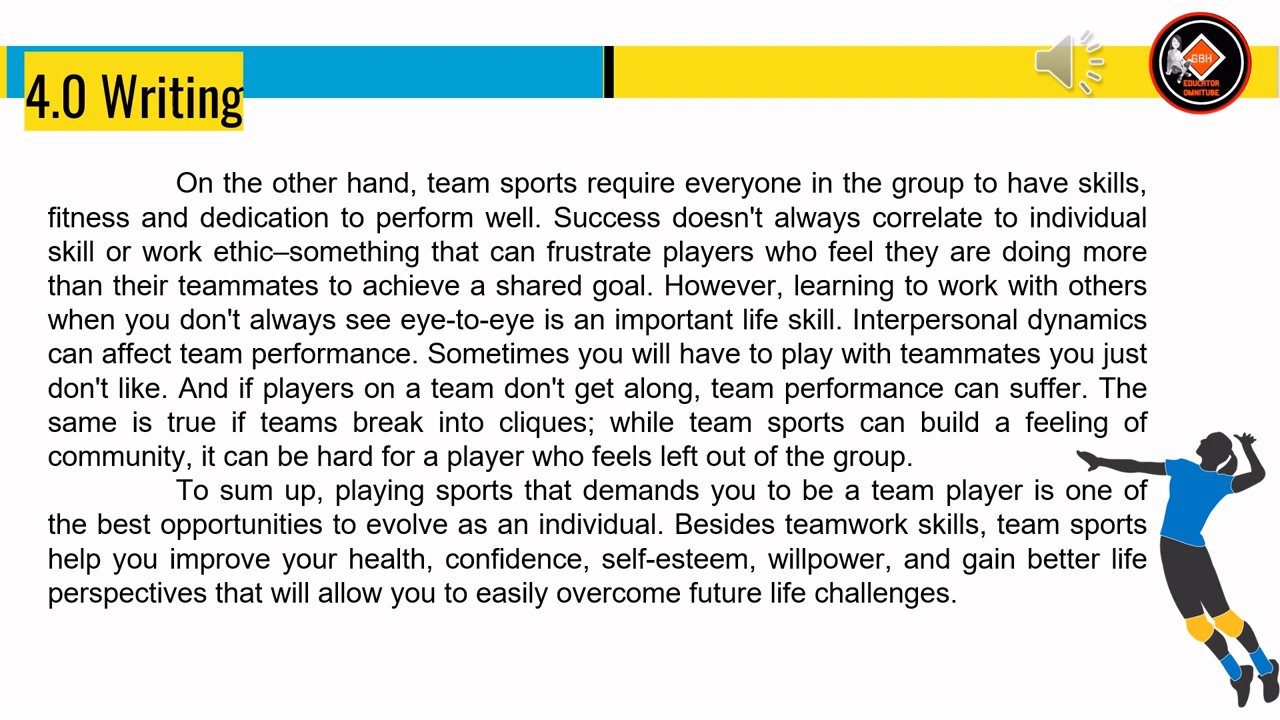 4.0 Writing
GBH
EDUCATOR
OMNITUBE
On the other hand, team sports require everyone in the group to have skills,
fitness and dedication to perform well. Success doesn't always correlate to individual
skill or work ethic–something that can frustrate players who feel they are doing more
than their teammates to achieve a shared goal. However, learning to work with others
when you don't always see eye-to-eye is an important life skill. Interpersonal dynamics
can affect team performance. Sometimes you will have to play with teammates you just
don't like. And if players on a team don't get along, team performance can suffer. The
same is true if teams break into cliques; while team sports can build a feeling of
community, it can be hard for a player who feels left out of the group.
To sum up, playing sports that demands you to be a team player is one of
the best opportunities to evolve as an individual. Besides teamwork skills, team sports
help you improve your health, confidence, self-esteem, willpower, and gain better life
perspectives that will allow you to easily overcome future life challenges.